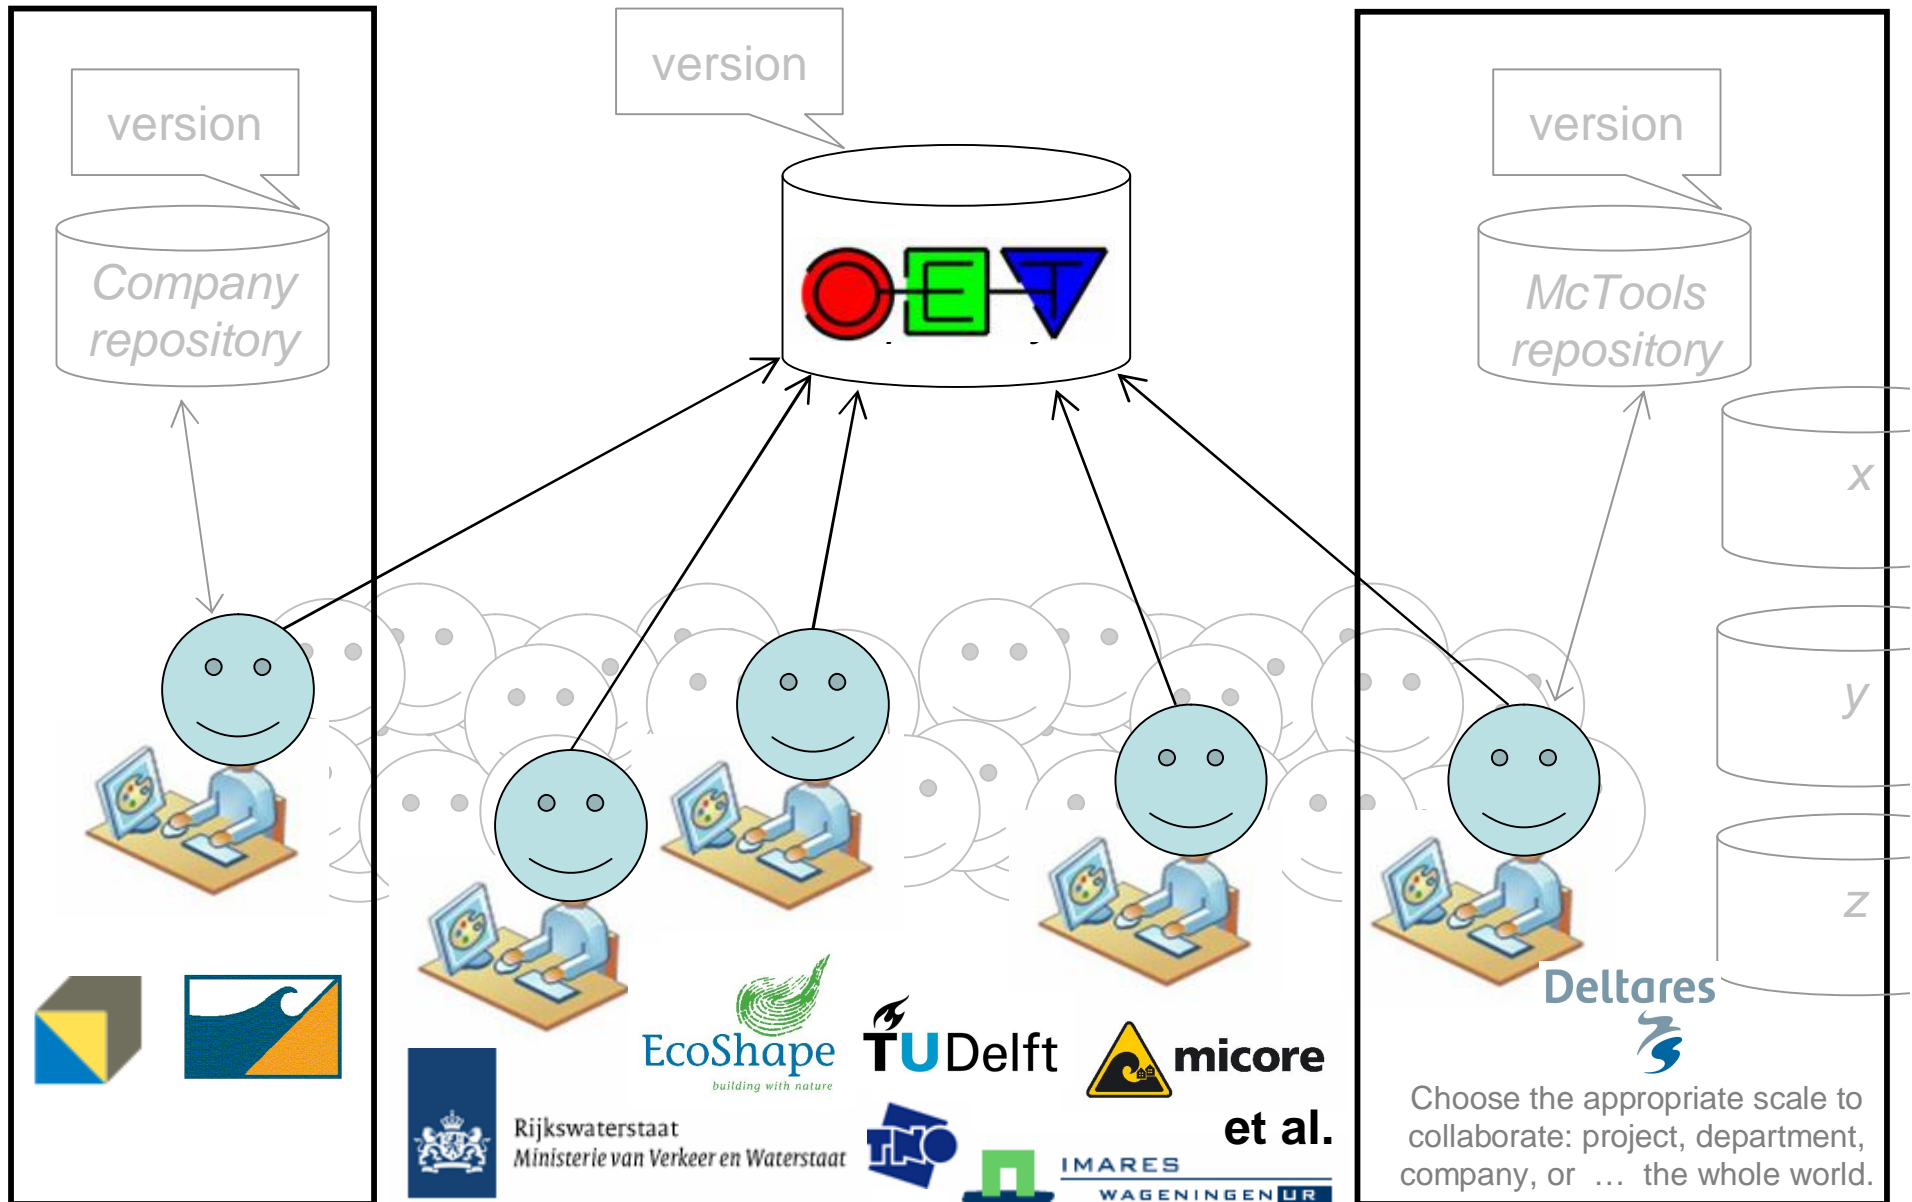 version
version
version
Company
repository
OET
McTools
repository
x
y
z
Deltares
EcoShape
building with nature
TUDelft
micore
et al.
Rijkswaterstaat
Ministerie van Verkeer en Waterstaat
TNO
IMARES
WAGENINGEN UR
Choose the appropriate scale to
collaborate: project, department,
company, or … the whole world.